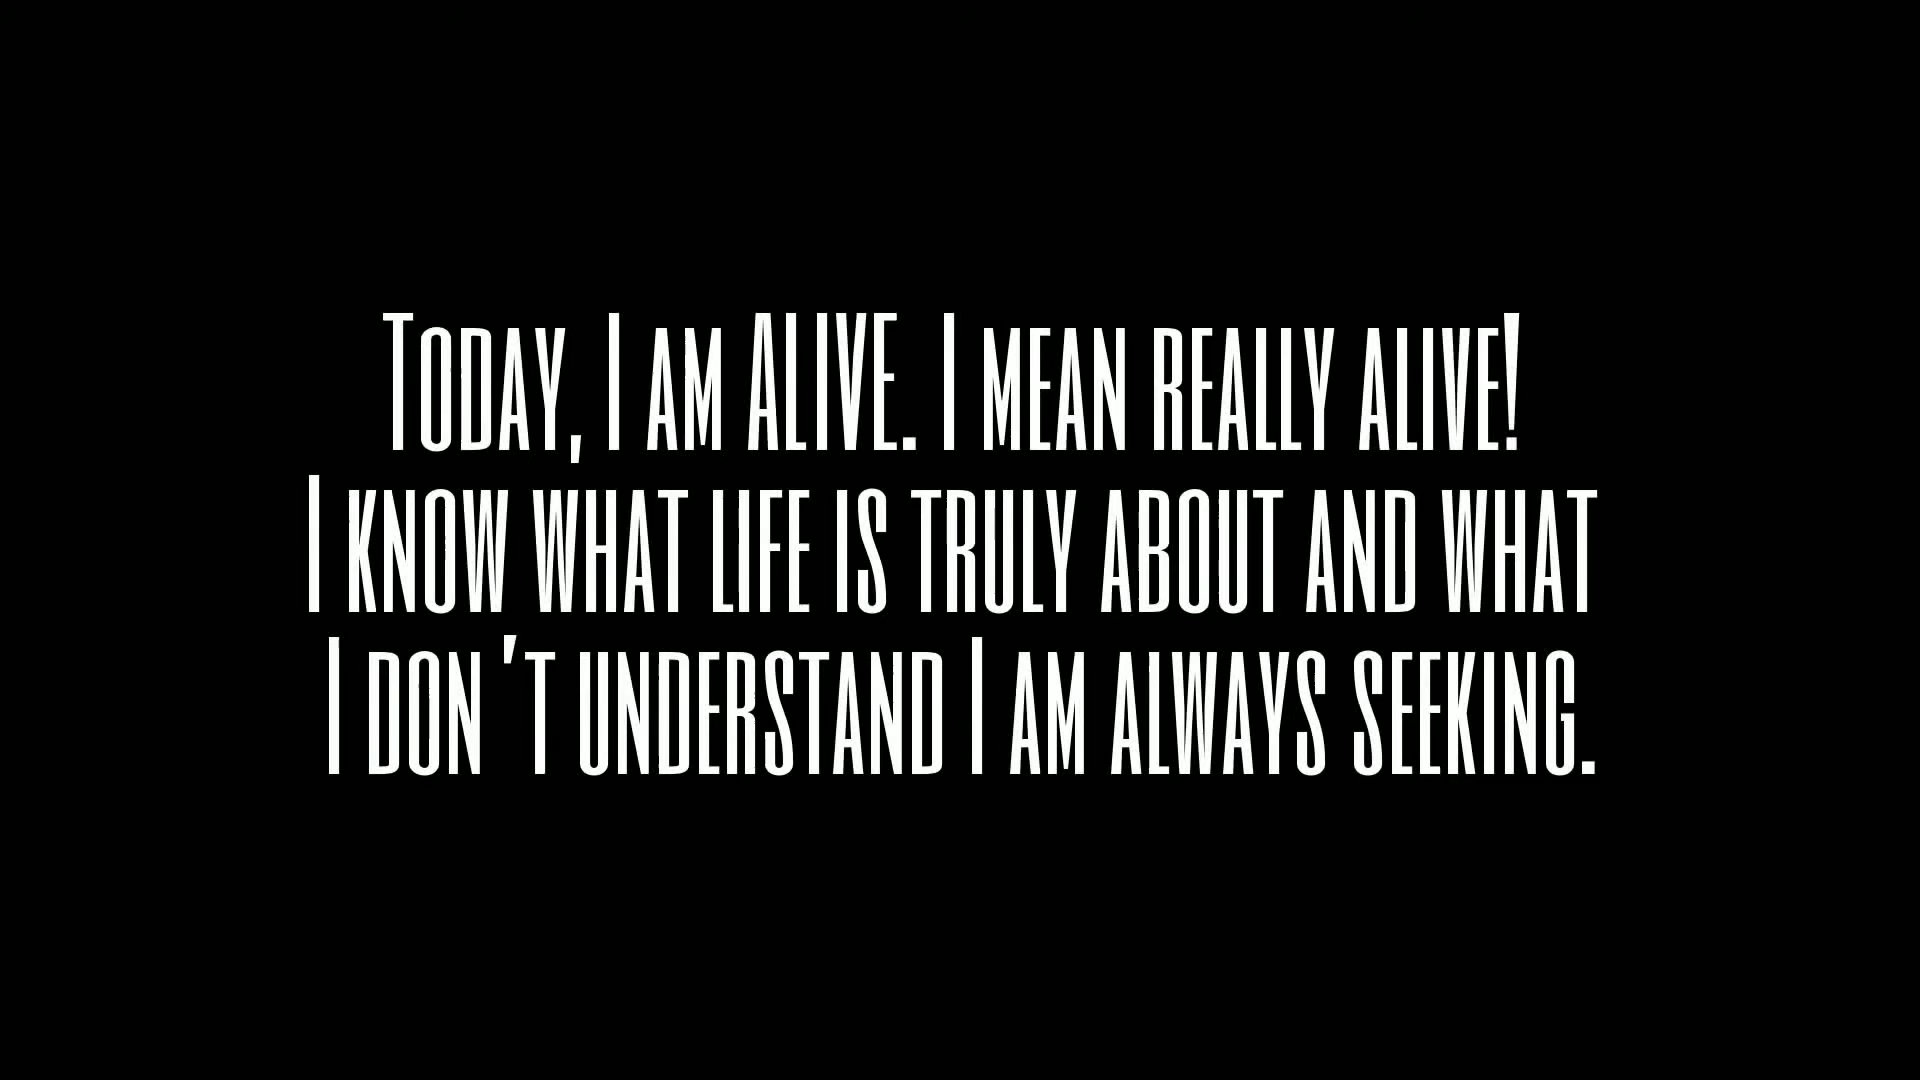 Today, I am ALIVE. I mean really alive!
I know what life is truly about and what
I don't understand I am always seeking.